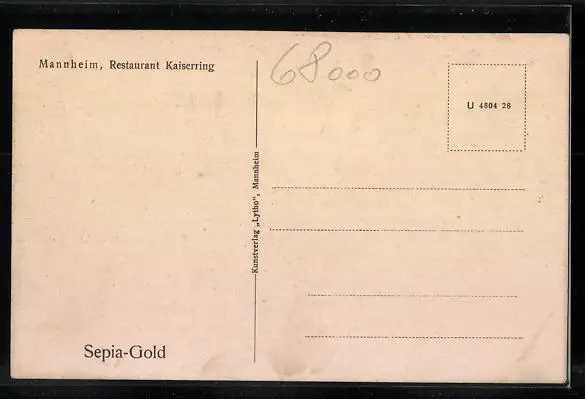 Mannheim, Restaurant Kaiserring
68000
U 4804 28
Kunstverlag „Lytho", Mannheim
Sepia-Gold